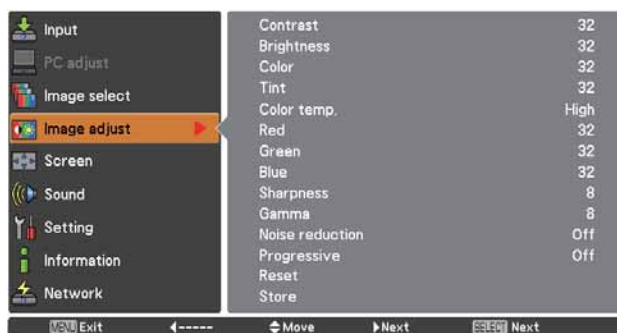 Input
PC adjust
Image select
Image adjust
Screen
Sound
Setting
Information
Network
Contrast 32
Brightness 32
Color 32
Tint 32
Color temp. High
Red 32
Green 32
Blue 32
Sharpness 8
Gamma 8
Noise reduction Off
Progressive Off
Reset
Store
MENU Exit ◀----- Move ▶Next SELECT Next